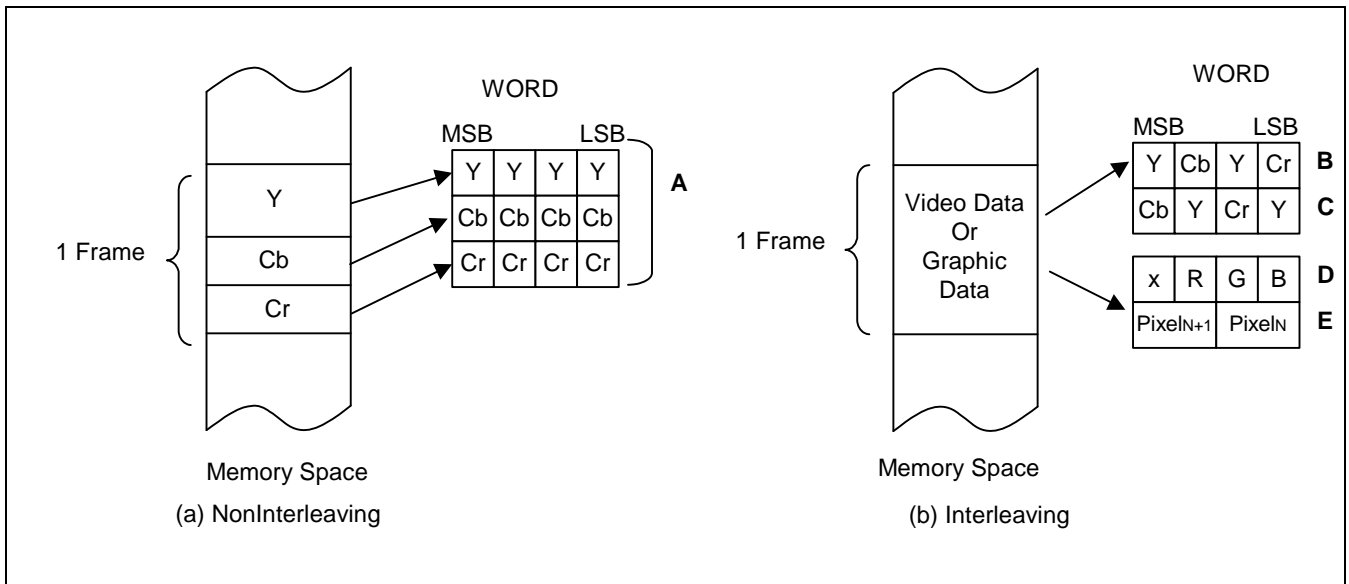 WORD
MSB LSB
Y Y Y Y
Cb Cb Cb Cb
Cr Cr Cr Cr
A
1 Frame
Y
Cb
Cr
Memory Space
(a) NonInterleaving
WORD
MSB LSB
Y Cb Y Cr B
Cb Y Cr Y C
x R G B D
PixelN+1 PixelN E
1 Frame
Video Data
Or
Graphic
Data
Memory Space
(b) Interleaving